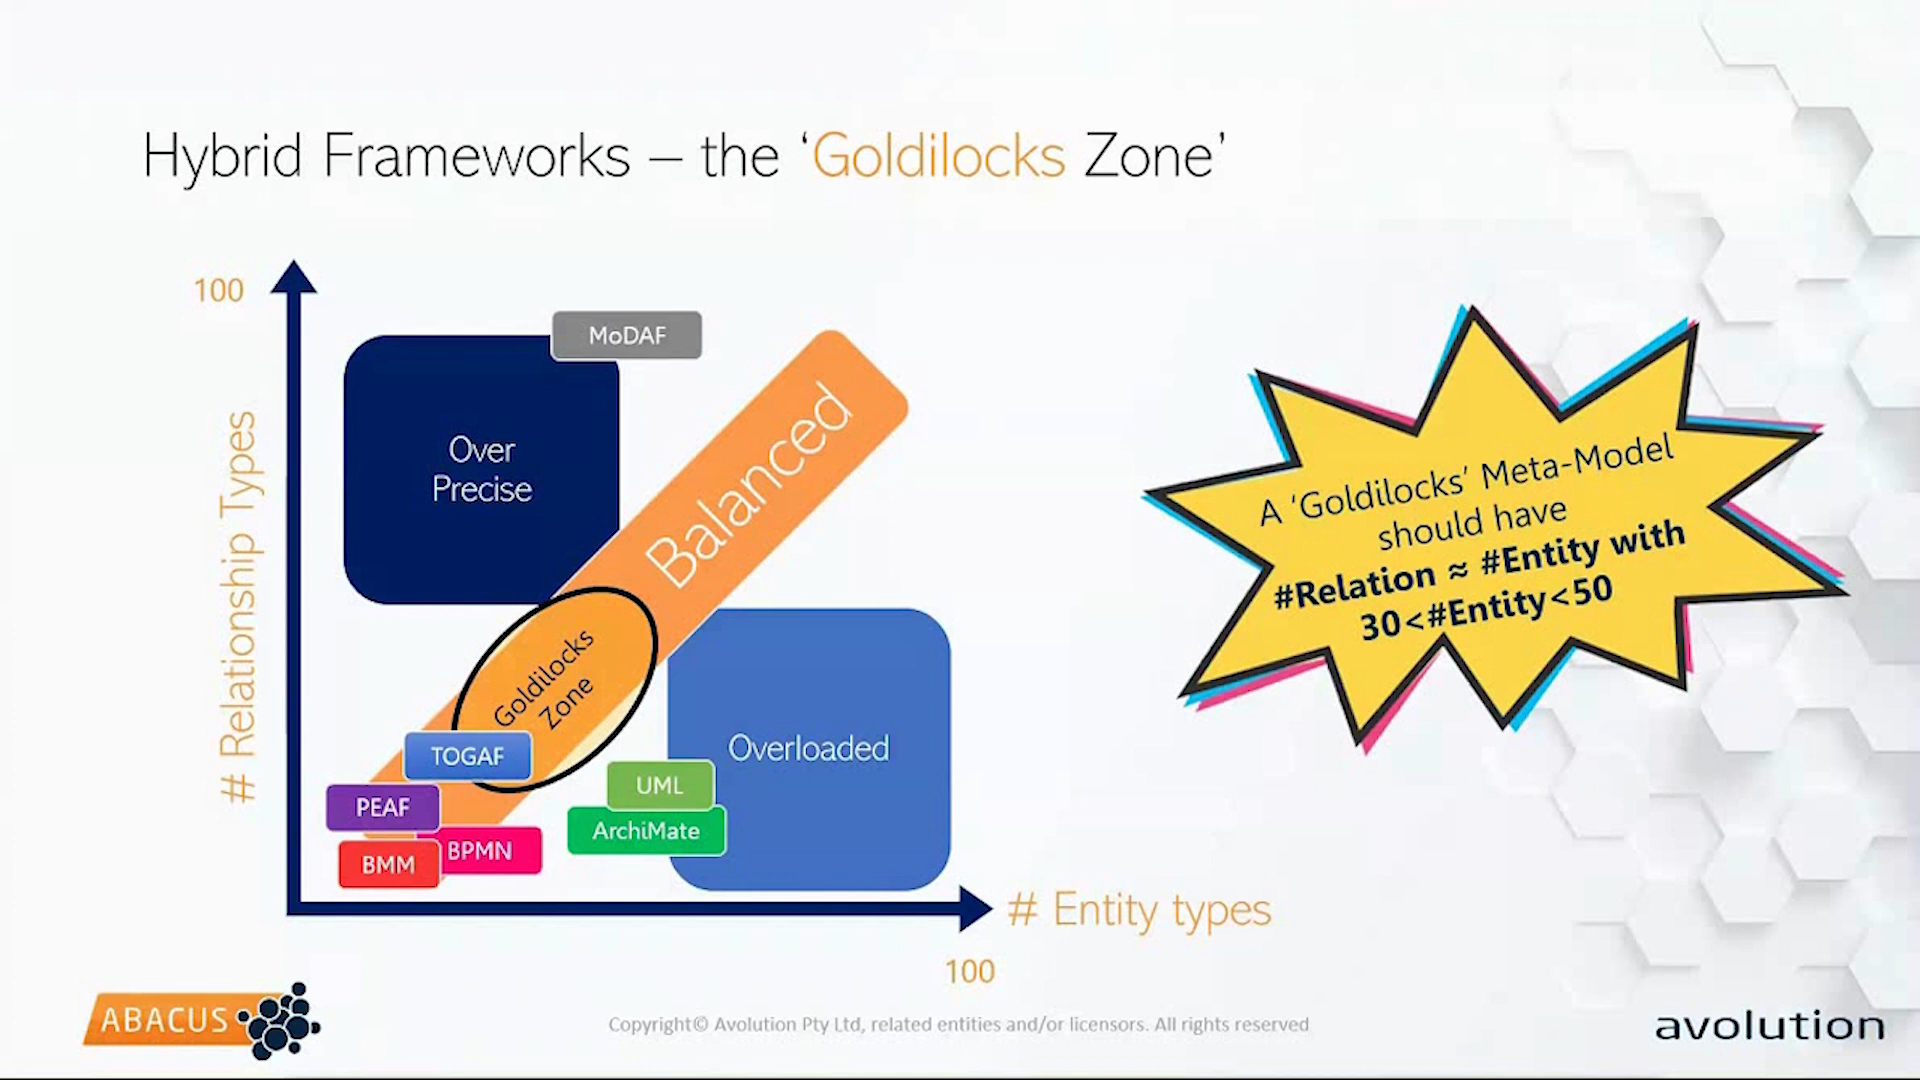 Hybrid Frameworks – the ‘Goldilocks Zone’
100
# Relationship Types
MoDAF
Over
Precise
Balanced
Goldilocks
Zone
TOGAF
PEAF
BPMN
BMM
UML
ArchiMate
Overloaded
# Entity types
100
A ‘Goldilocks’ Meta-Model
should have
#Relation ≈ #Entity with
30<#Entity<50
ABACUS
Copyright© Avolution Pty Ltd, related entities and/or licensors. All rights reserved
avolution